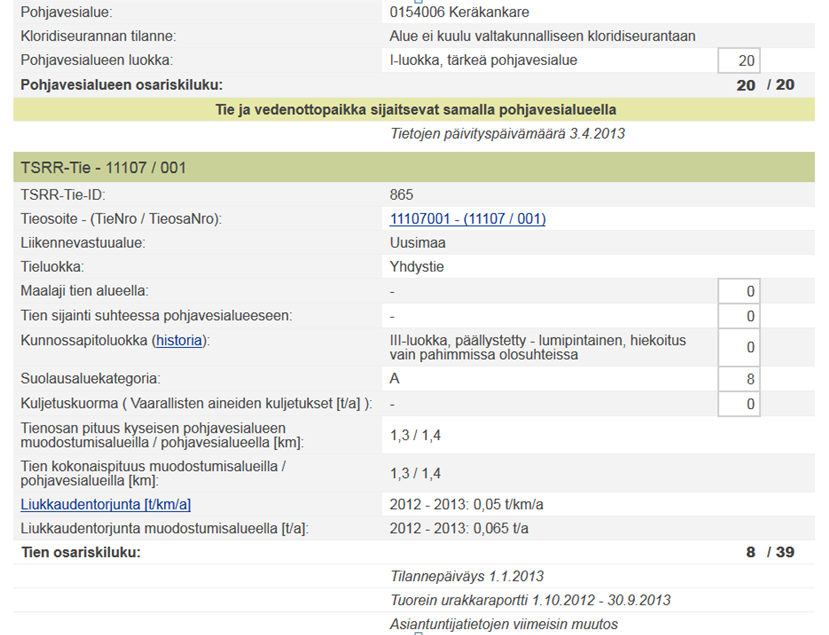 Pohjavesialue: 0154006 Keräkankare
Kloridiseurannan tilanne: Alue ei kuulu valtakunnalliseen kloridiseurantaan
Pohjavesialueen luokka: I-luokka, tärkeä pohjavesialue 20
Pohjavesialueen osariskiluku: 20 / 20
Tie ja vedenottopaikka sijaitsevat samalla pohjavesialueella
Tietojen päivityspäivämäärä 3.4.2013
TSRR-Tie - 11107 / 001
TSRR-Tie-ID: 865
Tieosoite - (TieNro / TieosaNro): 11107001 - (11107 / 001)
Liikennevastuualue: Uusimaa
Tieluokka: Yhdystie
Maalaji tien alueella: - 0
Tien sijainti suhteessa pohjavesialueeseen: - 0
Kunnossapitoluokka (historia): III-luokka, päällystetty - lumipintainen, hiekoitus
vain pahimmissa olosuhteissa 0
Suolausaluekategoria: A 8
Kuljetuskuorma ( Vaarallisten aineiden kuljetukset [t/a] ): - 0
Tienosan pituus kyseisen pohjavesialueen
muodostumisalueilla / pohjavesialueella [km]: 1,3 / 1,4
Tien kokonaispituus muodostumisalueilla /
pohjavesialueilla [km]: 1,3 / 1,4
Liukkaudentorjunta [t/km/a] 2012 - 2013: 0,05 t/km/a
Liukkaudentorjunta muodostumisalueella [t/a]: 2012 - 2013: 0,065 t/a
Tien osariskiluku: 8 / 39
Tilannepäiväys 1.1.2013
Tuorein urakkaraportti 1.10.2012 - 30.9.2013
Asiantuntijatietojen viimeisin muutos